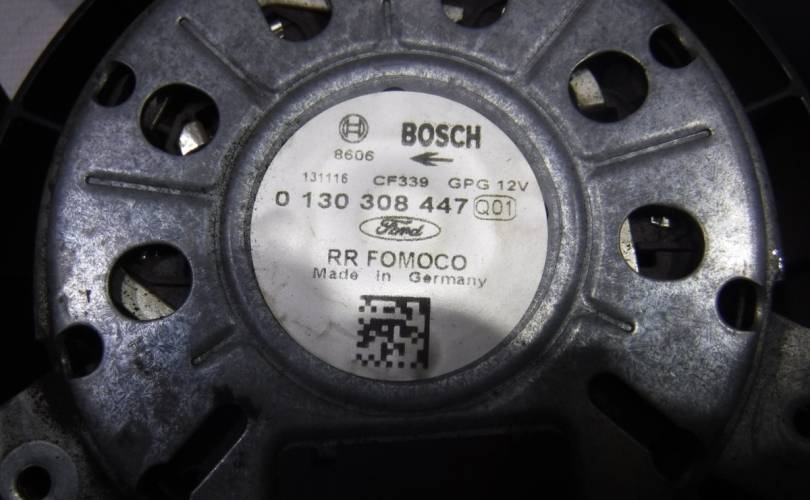 BOSCH
8606
131116 CF339 GPG 12V
0 130 308 447 Q01
Ford
RR FOMOCO
Made in Germany